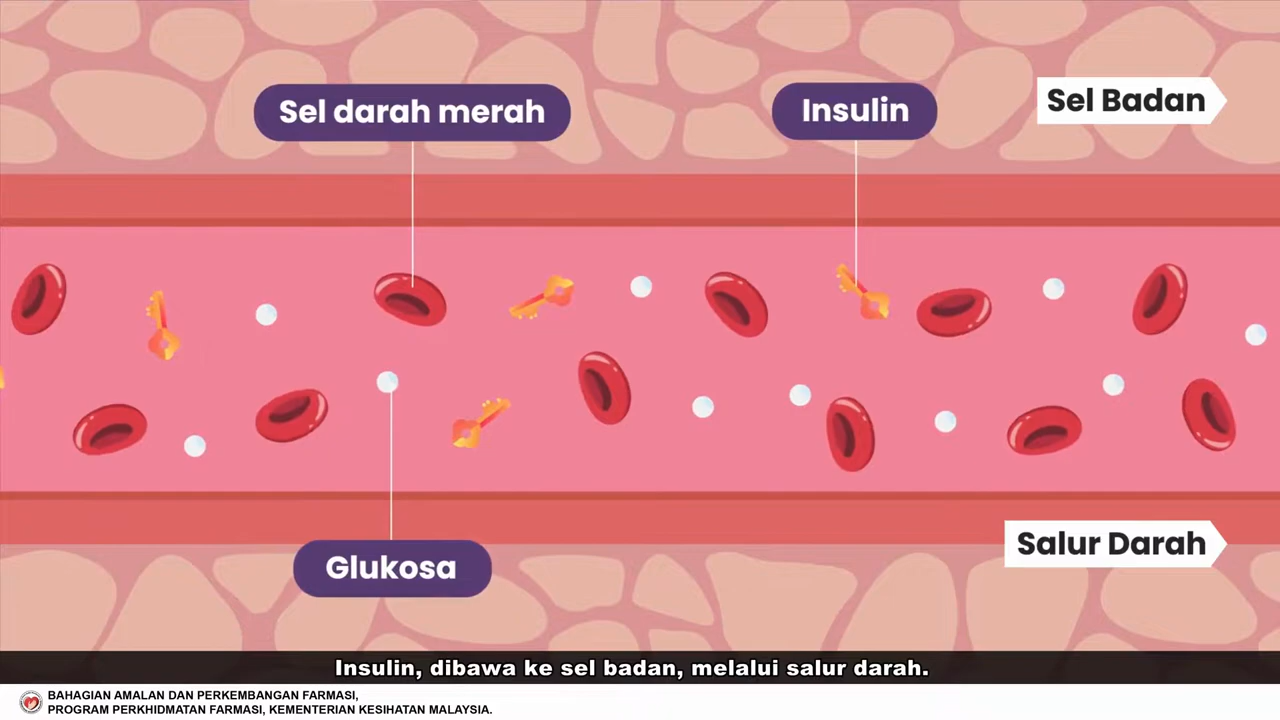 Sel darah merah
Insulin
Sel Badan
Glukosa
Salur Darah
Insulin, dibawa ke sel badan, melalui salur darah.
BAHAGIAN AMALAN DAN PERKEMBANGAN FARMASI,
PROGRAM PERKHIDMATAN FARMASI, KEMENTERIAN KESIHATAN MALAYSIA.